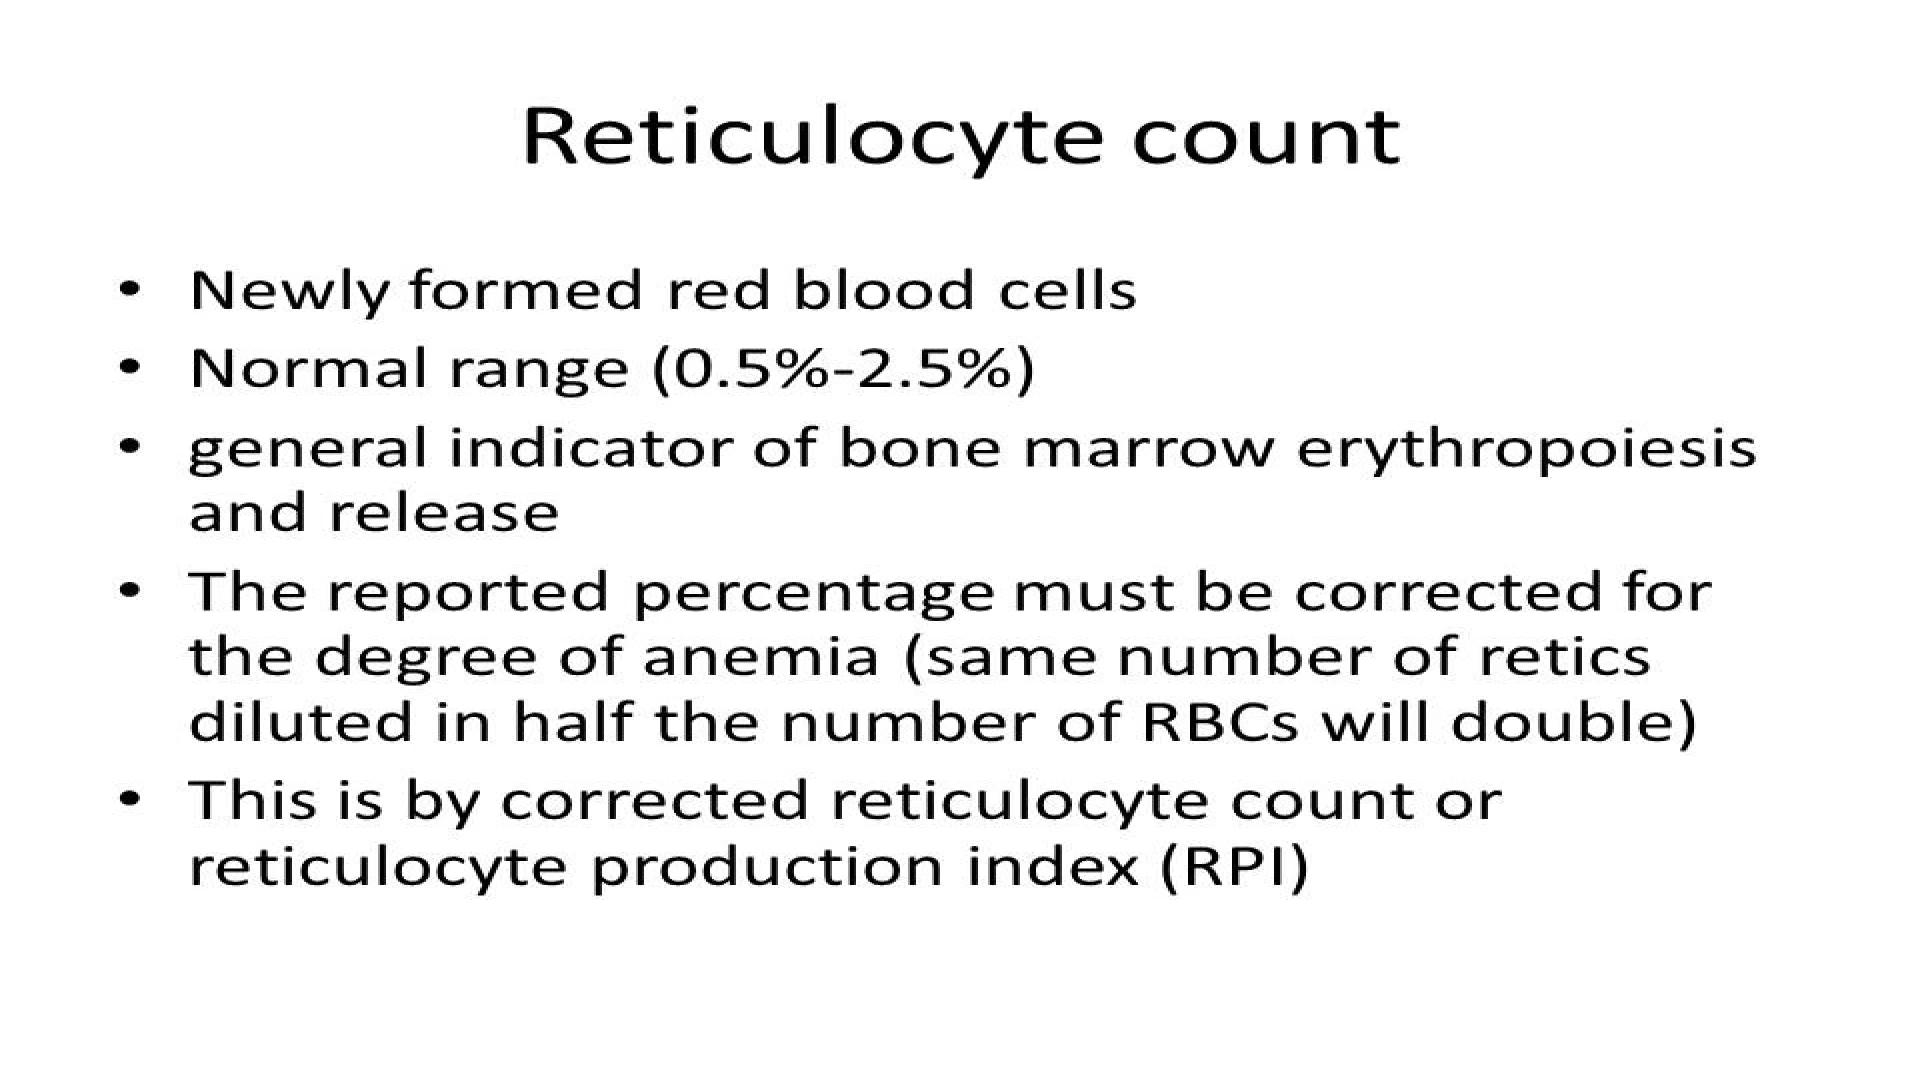 Reticulocyte count
• Newly formed red blood cells
• Normal range (0.5%-2.5%)
• general indicator of bone marrow erythropoiesis
and release
• The reported percentage must be corrected for
the degree of anemia (same number of retics
diluted in half the number of RBCs will double)
• This is by corrected reticulocyte count or
reticulocyte production index (RPI)